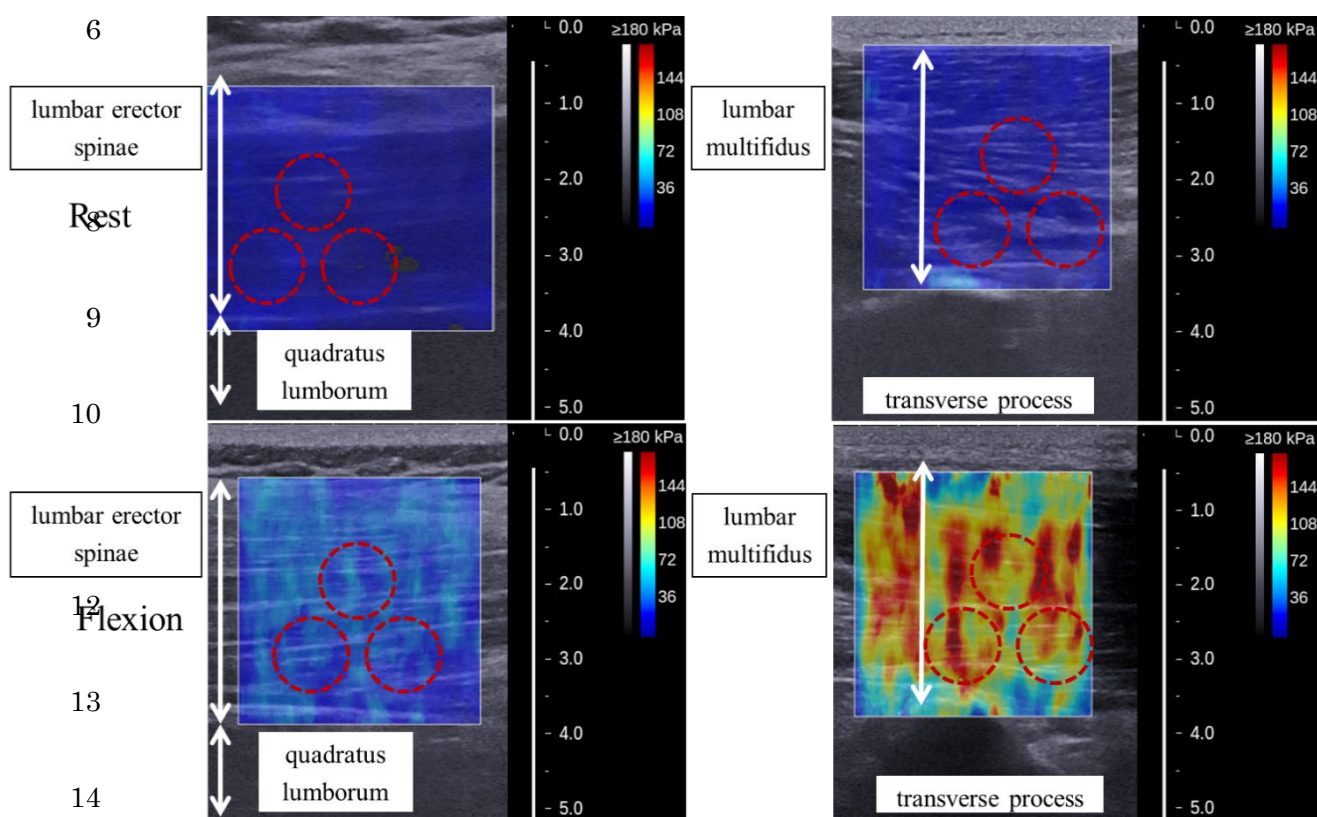 6
lumbar erector
spinae
Rest
8
9
quadratus
lumborum
10
0.0
1.0
2.0
3.0
4.0
5.0
≥180 kPa
144
108
72
36
lumbar
multifidus
transverse process
0.0
1.0
2.0
3.0
4.0
5.0
≥180 kPa
144
108
72
36
lumbar erector
spinae
12
Flexion
13
quadratus
lumborum
14
0.0
1.0
2.0
3.0
4.0
5.0
≥180 kPa
144
108
72
36
lumbar
multifidus
transverse process
0.0
1.0
2.0
3.0
4.0
5.0
≥180 kPa
144
108
72
36